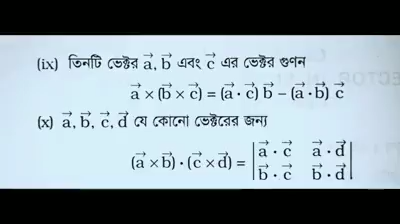 (ix) তিনটি ভেক্টর a⃗, b⃗ এবং c⃗ এর ভেক্টর গুণন
a⃗ × (b⃗ × c⃗) = (a⃗ · c⃗) b⃗ − (a⃗ · b⃗) c⃗
(x) a⃗, b⃗, c⃗, d⃗ যে কোনো ভেক্টরের জন্য
(a⃗ × b⃗) · (c⃗ × d⃗) = | a⃗ · c⃗  a⃗ · d⃗ |
| b⃗ · c⃗  b⃗ · d⃗ |